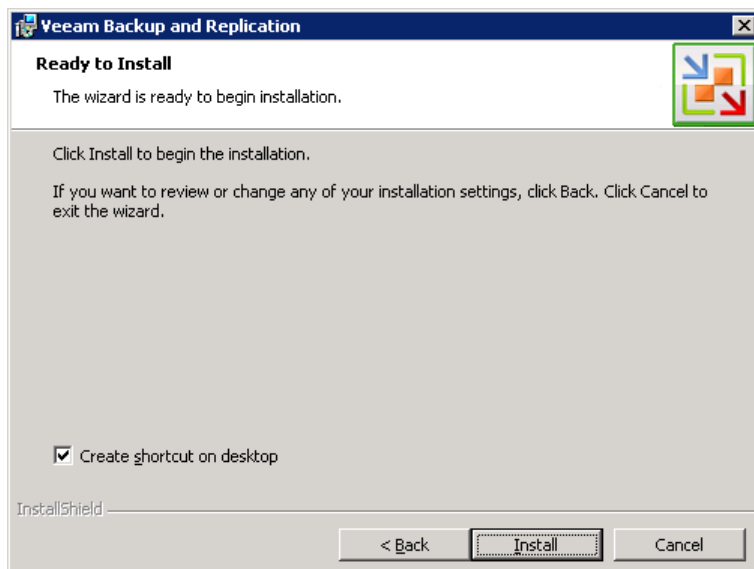 Veeam Backup and Replication
Ready to Install
The wizard is ready to begin installation.
Click Install to begin the installation.
If you want to review or change any of your installation settings, click Back. Click Cancel to
exit the wizard.
Create shortcut on desktop
InstallShield
< Back Install Cancel